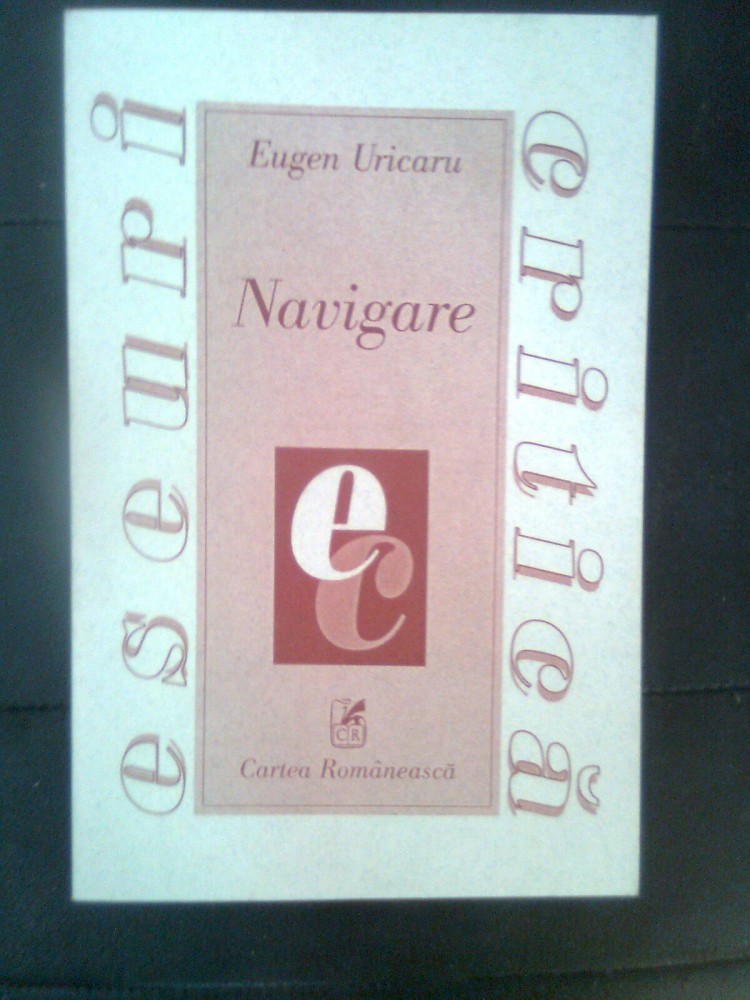 eseuri
critică
Eugen Uricaru
Navigare
ec
CR
Cartea Românească